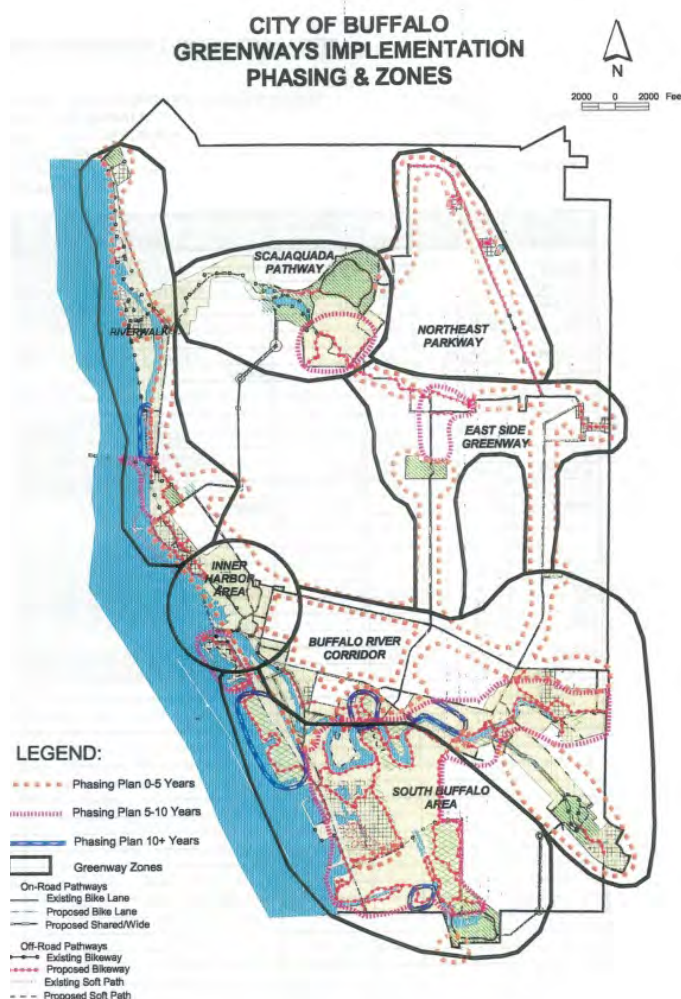 CITY OF BUFFALO
GREENWAYS IMPLEMENTATION
PHASING & ZONES
N
2000 0 2000 Fee
SCAJAQUADA
PATHWAY
RIVERWALK
NORTHEAST
PARKWAY
EAST SIDE
GREENWAY
INNER
HARBOR
AREA
BUFFALO RIVER
CORRIDOR
SOUTH BUFFALO
AREA
LEGEND:
Phasing Plan 0-5 Years
Phasing Plan 5-10 Years
Phasing Plan 10+ Years
Greenway Zones
On-Road Pathways
Existing Bike Lane
Proposed Bike Lane
Proposed Shared/Wide
Off-Road Pathways
Existing Bikeway
Proposed Bikeway
Existing Soft Path
Proposed Soft Path